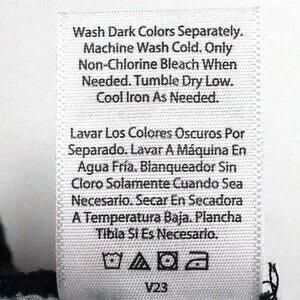 Wash Dark Colors Separately.
Machine Wash Cold. Only
Non-Chlorine Bleach When
Needed. Tumble Dry Low.
Cool Iron As Needed.
Lavar Los Colores Oscuros Por
Separado. Lavar A Máquina En
Agua Fría. Blanqueador Sin
Cloro Solamente Cuando Sea
Necesario. Secar En Secadora
A Temperatura Baja. Plancha
Tibia Si Es Necesario.
V23